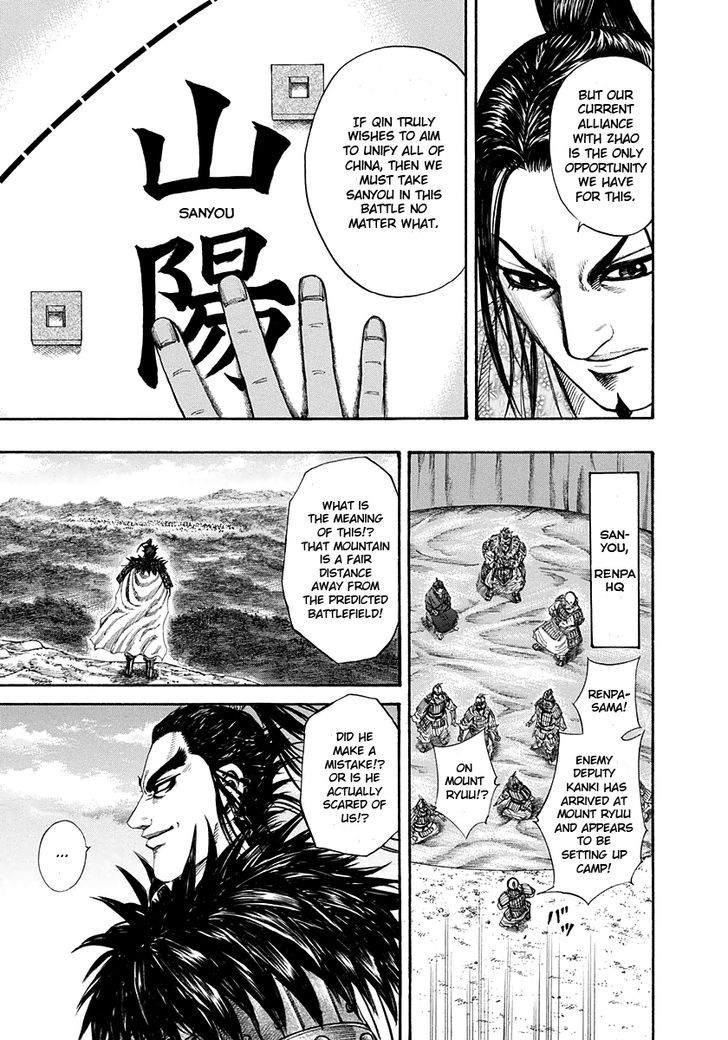 BUT OUR
CURRENT
ALLIANCE
WITH ZHAO
IS THE ONLY
OPPORTUNITY
WE HAVE
FOR THIS.
IF QIN TRULY
WISHES TO AIM
TO UNIFY ALL OF
CHINA, THEN WE
MUST TAKE
SANYOU IN THIS
BATTLE NO
MATTER WHAT.
山陽
SANYOU
SAN-
YOU,
RENPA
HQ
RENPA-
SAMA!
ENEMY
DEPUTY
KANKI HAS
ARRIVED AT
MOUNT RYUU
AND APPEARS
TO BE
SETTING UP
CAMP!
ON
MOUNT
RYUU!?
バッ
WHAT IS
THE MEANING
OF THIS!?
THAT MOUNTAIN
IS A FAIR
DISTANCE
AWAY FROM
THE PREDICTED
BATTLEFIELD!
DID HE
MAKE A
MISTAKE!?
OR IS HE
ACTUALLY
SCARED OF
US!?
...